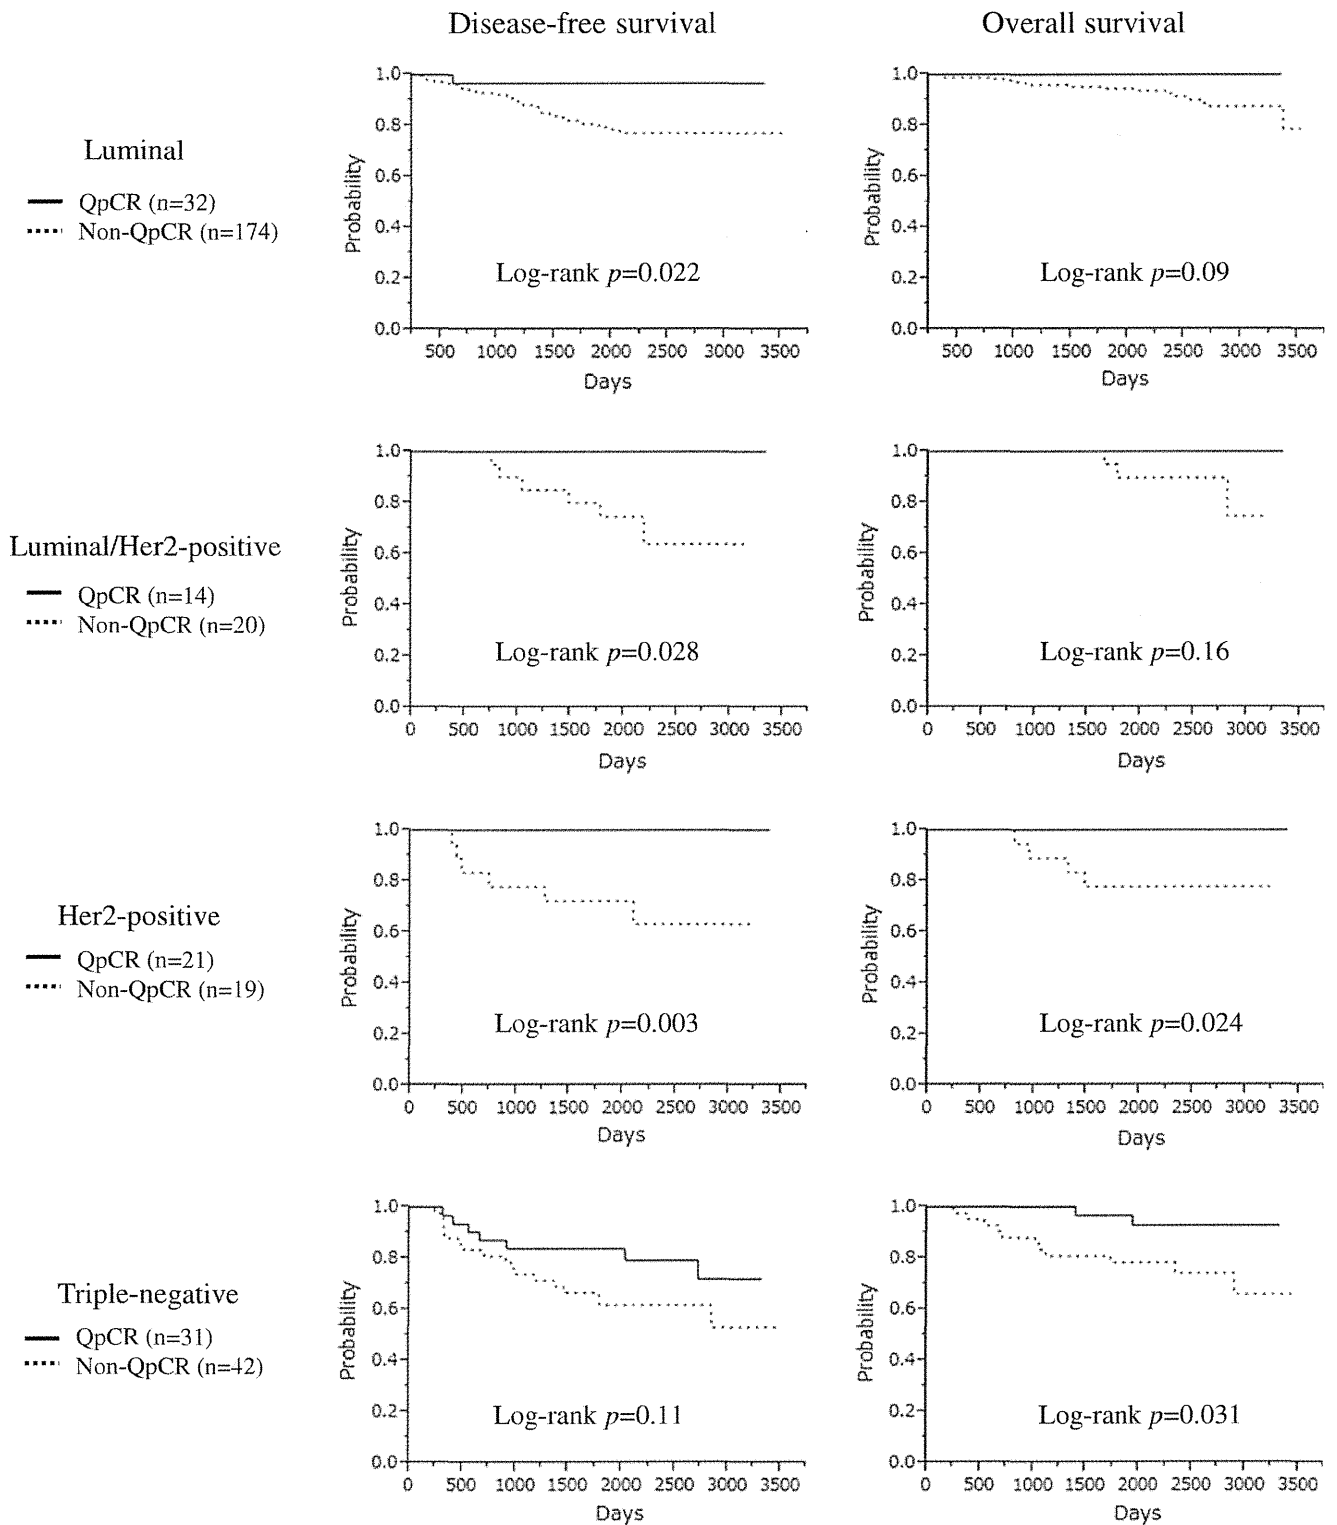 Disease-free survival
Overall survival
Luminal
QpCR (n=32)
Non-QpCR (n=174)
1.0
0.8
0.6
0.4
0.2
0.0
Probability
Log-rank p=0.022
500 1000 1500 2000 2500 3000 3500
Days
1.0
0.8
0.6
0.4
0.2
0.0
Probability
Log-rank p=0.09
500 1000 1500 2000 2500 3000 3500
Days
Luminal/Her2-positive
QpCR (n=14)
Non-QpCR (n=20)
1.0
0.8
0.6
0.4
0.2
0.0
Probability
Log-rank p=0.028
0 500 1000 1500 2000 2500 3000 3500
Days
1.0
0.8
0.6
0.4
0.2
0.0
Probability
Log-rank p=0.16
0 500 1000 1500 2000 2500 3000 3500
Days
Her2-positive
QpCR (n=21)
Non-QpCR (n=19)
1.0
0.8
0.6
0.4
0.2
0.0
Probability
Log-rank p=0.003
0 500 1000 1500 2000 2500 3000 3500
Days
1.0
0.8
0.6
0.4
0.2
0.0
Probability
Log-rank p=0.024
0 500 1000 1500 2000 2500 3000 3500
Days
Triple-negative
QpCR (n=31)
Non-QpCR (n=42)
1.0
0.8
0.6
0.4
0.2
0.0
Probability
Log-rank p=0.11
0 500 1000 1500 2000 2500 3000 3500
Days
1.0
0.8
0.6
0.4
0.2
0.0
Probability
Log-rank p=0.031
0 500 1000 1500 2000 2500 3000 3500
Days